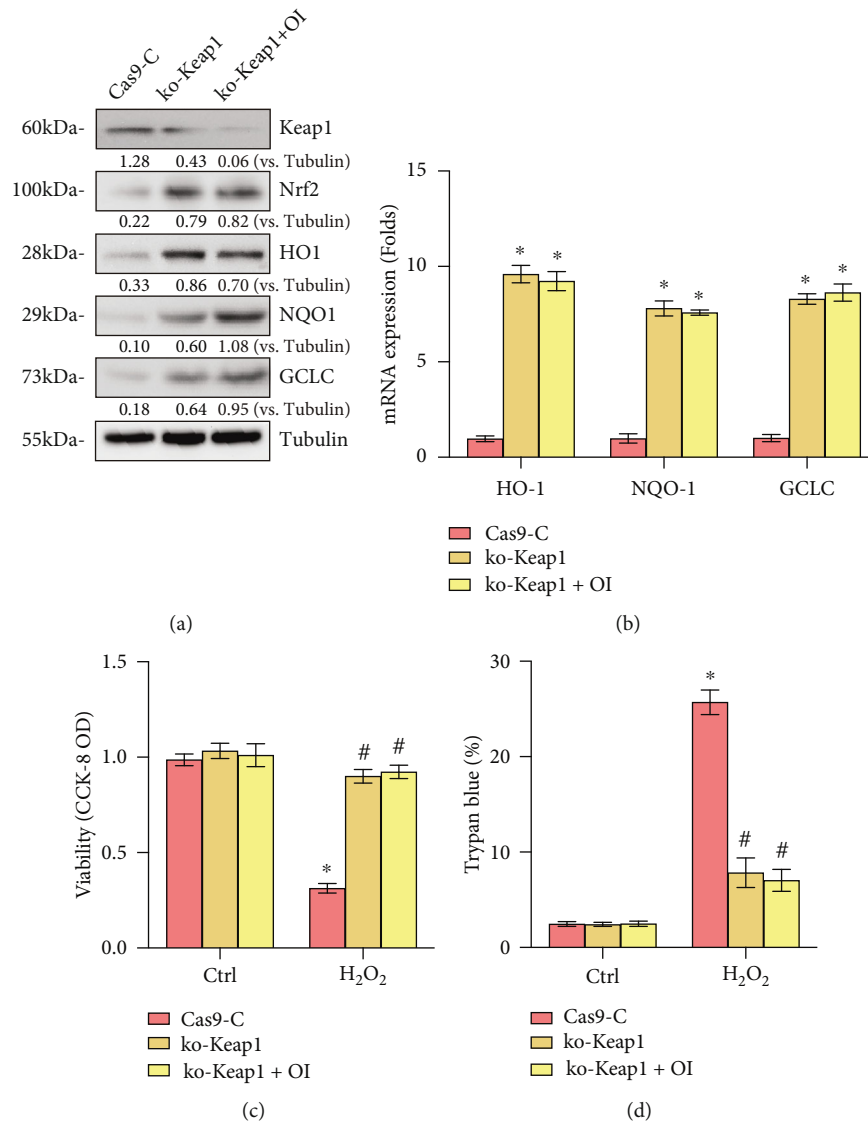 Cas9-C
ko-Keap1
ko-Keap1+OI
60kDa- Keap1
1.28 0.43 0.06 (vs. Tubulin)
100kDa- Nrf2
0.22 0.79 0.82 (vs. Tubulin)
28kDa- HO1
0.33 0.86 0.70 (vs. Tubulin)
29kDa- NQO1
0.10 0.60 1.08 (vs. Tubulin)
73kDa- GCLC
0.18 0.64 0.95 (vs. Tubulin)
55kDa- Tubulin
(a)
mRNA expression (Folds)
15
10
5
0
* * * * * *
HO-1 NQO-1 GCLC
Cas9-C
ko-Keap1
ko-Keap1 + OI
(b)
Viability (CCK-8 OD)
1.5
1.0
0.5
0.0
* # #
Ctrl H₂O₂
Cas9-C
ko-Keap1
ko-Keap1 + OI
(c)
Trypan blue (%)
30
20
10
0
* # #
Ctrl H₂O₂
Cas9-C
ko-Keap1
ko-Keap1 + OI
(d)